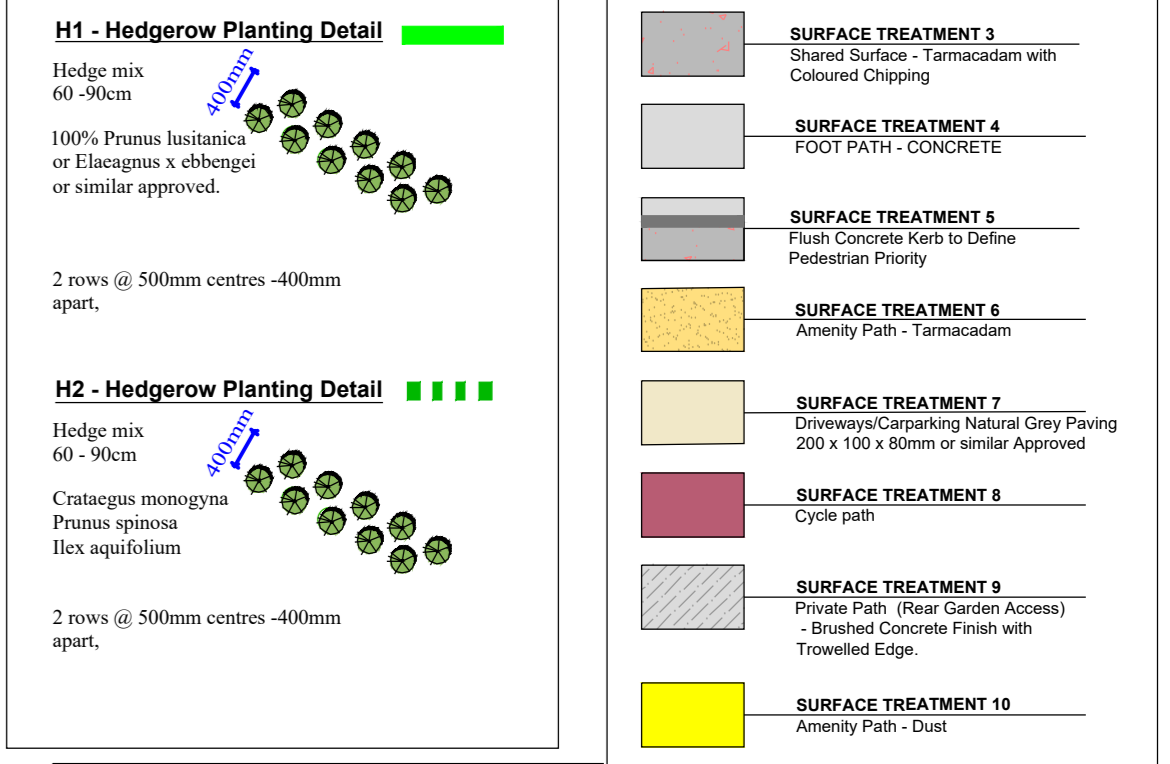 H1 - Hedgerow Planting Detail
Hedge mix
60 -90cm
400mm
100% Prunus lusitanica
or Elaeagnus x ebbengei
or similar approved.
2 rows @ 500mm centres -400mm
apart,
H2 - Hedgerow Planting Detail
Hedge mix
60 - 90cm
400mm
Crataegus monogyna
Prunus spinosa
Ilex aquifolium
2 rows @ 500mm centres -400mm
apart,
SURFACE TREATMENT 3
Shared Surface - Tarmacadam with
Coloured Chipping
SURFACE TREATMENT 4
FOOT PATH - CONCRETE
SURFACE TREATMENT 5
Flush Concrete Kerb to Define
Pedestrian Priority
SURFACE TREATMENT 6
Amenity Path - Tarmacadam
SURFACE TREATMENT 7
Driveways/Carparking Natural Grey Paving
200 x 100 x 80mm or similar Approved
SURFACE TREATMENT 8
Cycle path
SURFACE TREATMENT 9
Private Path (Rear Garden Access)
- Brushed Concrete Finish with
Trowelled Edge.
SURFACE TREATMENT 10
Amenity Path - Dust